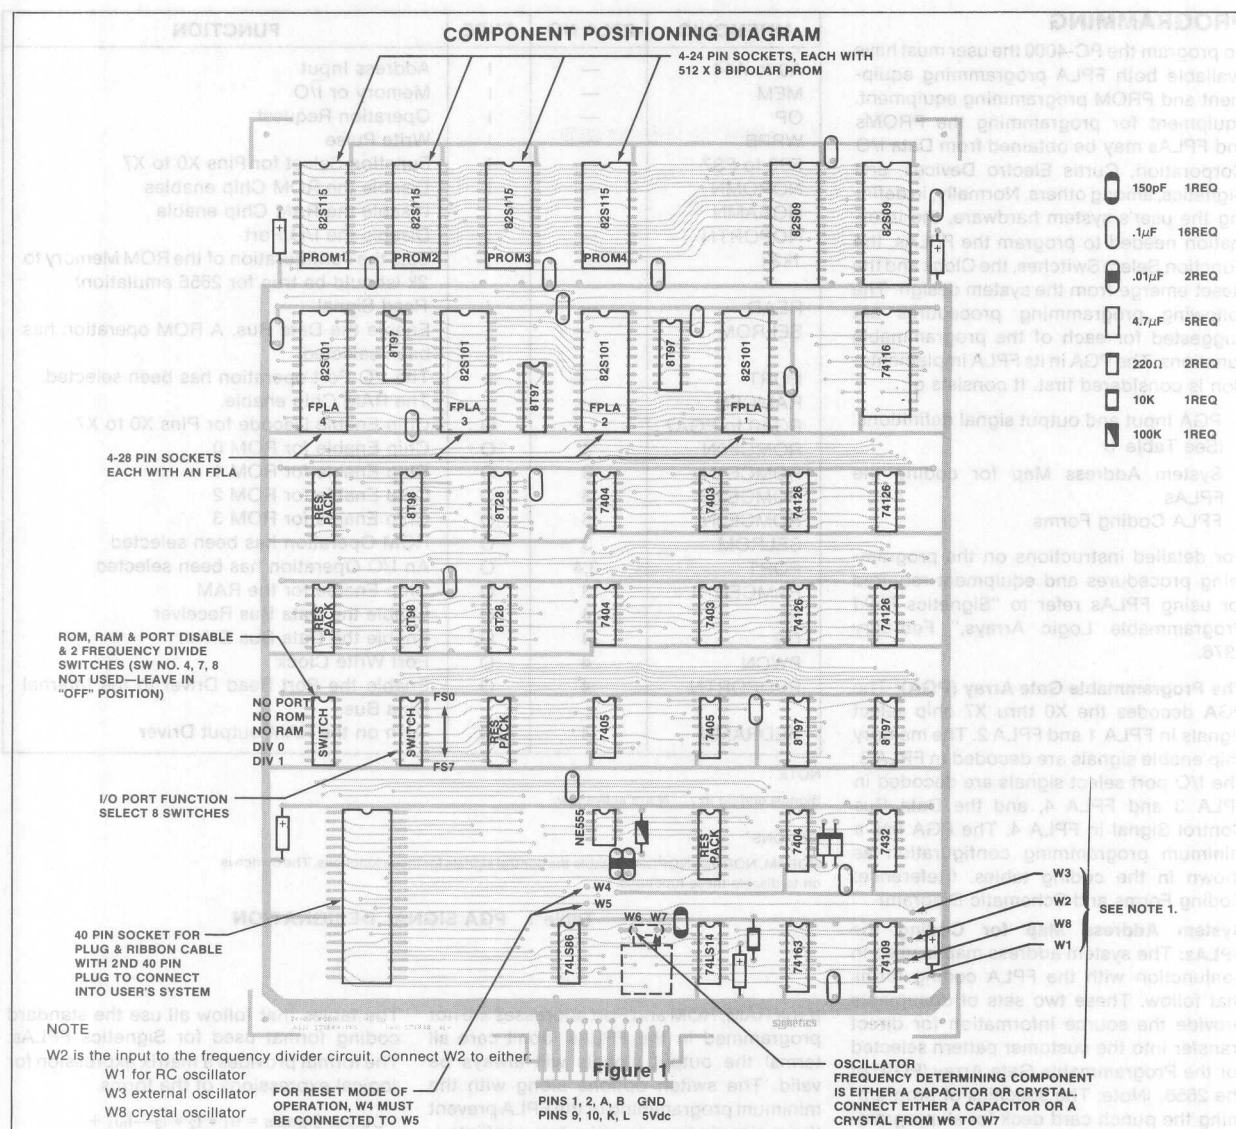 COMPONENT POSITIONING DIAGRAM
4-24 PIN SOCKETS, EACH WITH
512 X 8 BIPOLAR PROM
82S115
PROM1
82S115
PROM2
82S115
PROM3
82S115
PROM4
82S09
82S09
150pF 1REQ
.1µF 16REQ
.01µF 2REQ
4.7µF 5REQ
220Ω 2REQ
10K 1REQ
100K 1REQ
82S101
FPLA
4
8T97
82S101
FPLA
3
8T97
82S101
FPLA
2
8T97
82S101
FPLA
1
74116
4-28 PIN SOCKETS
EACH WITH AN FPLA
RES
PACK
8T98
8T28
7404
7403
74126
74126
RES
PACK
8T98
8T28
7404
7403
74126
74126
ROM, RAM & PORT DISABLE
& 2 FREQUENCY DIVIDE
SWITCHES (SW NO. 4, 7, 8
NOT USED—LEAVE IN
"OFF" POSITION)
NO PORT
NO ROM
NO RAM
DIV 0
DIV 1
SWITCH
SWITCH
FS0
FS7
RES
PACK
7405
7405
8T97
8T97
I/O PORT FUNCTION
SELECT 8 SWITCHES
NE555
RES
PACK
7404
7432
W4
W5
W6 W7
W3
W2
W8
W1
SEE NOTE 1.
40 PIN SOCKET FOR
PLUG & RIBBON CABLE
WITH 2ND 40 PIN
PLUG TO CONNECT
INTO USER'S SYSTEM
74LS86
74LS14
74163
74109
signetics
NOTE
W2 is the input to the frequency divider circuit. Connect W2 to either:
W1 for RC oscillator
W3 external oscillator
W8 crystal oscillator
FOR RESET MODE OF
OPERATION, W4 MUST
BE CONNECTED TO W5
Figure 1
PINS 1, 2, A, B GND
PINS 9, 10, K, L 5Vdc
OSCILLATOR
FREQUENCY DETERMINING COMPONENT
IS EITHER A CAPACITOR OR CRYSTAL.
CONNECT EITHER A CAPACITOR OR A
CRYSTAL FROM W6 TO W7